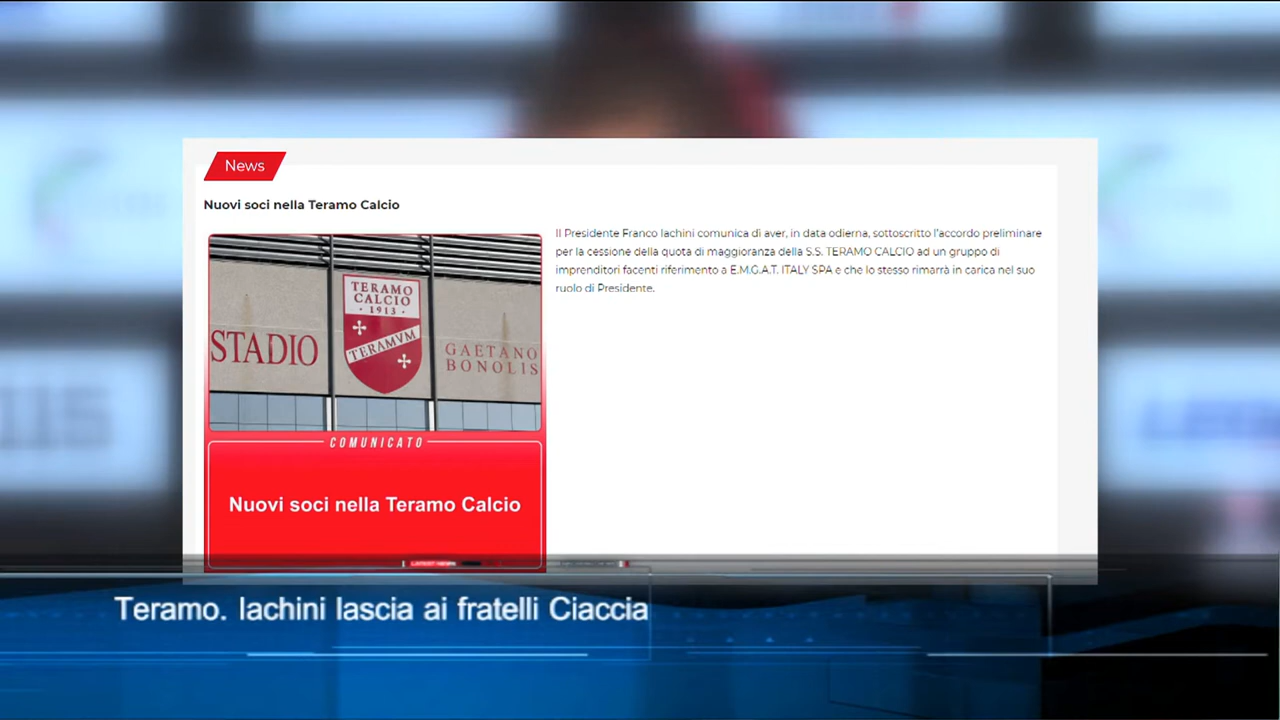 News
Nuovi soci nella Teramo Calcio
Il Presidente Franco Iachini comunica di aver, in data odierna, sottoscritto l'accordo preliminare
per la cessione della quota di maggioranza della S.S. TERAMO CALCIO ad un gruppo di
imprenditori facenti riferimento a E.M.G.A.T. ITALY SPA e che lo stesso rimarrà in carica nel suo
ruolo di Presidente.
TERAMO
CALCIO
· 1913 ·
TERAMVM
STADIO
GAETANO
BONOLIS
COMUNICATO
Nuovi soci nella Teramo Calcio
LATEST NEWS
Teramo. Iachini lascia ai fratelli Ciaccia